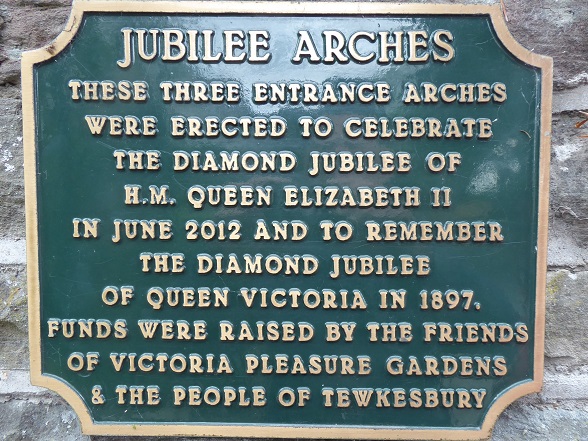 JUBILEE ARCHES
THESE THREE ENTRANCE ARCHES
WERE ERECTED TO CELEBRATE
THE DIAMOND JUBILEE OF
H.M. QUEEN ELIZABETH II
IN JUNE 2012 AND TO REMEMBER
THE DIAMOND JUBILEE
OF QUEEN VICTORIA IN 1897.
FUNDS WERE RAISED BY THE FRIENDS
OF VICTORIA PLEASURE GARDENS
& THE PEOPLE OF TEWKESBURY